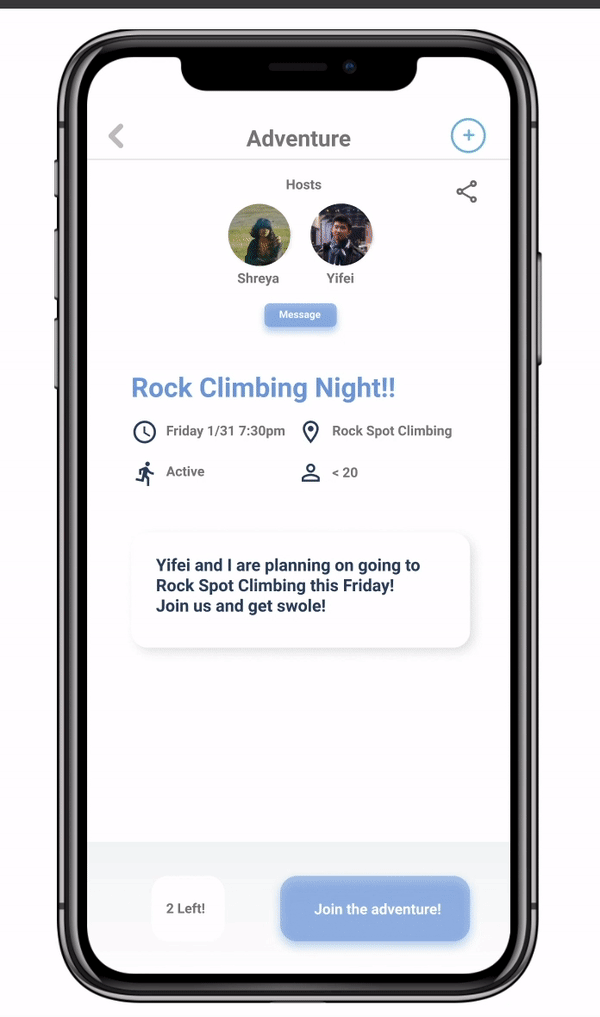 Adventure
Hosts
Shreya
Yifei
Message
Rock Climbing Night!!
Friday 1/31 7:30pm
Rock Spot Climbing
Active
< 20
Yifei and I are planning on going to
Rock Spot Climbing this Friday!
Join us and get swole!
2 Left!
Join the adventure!